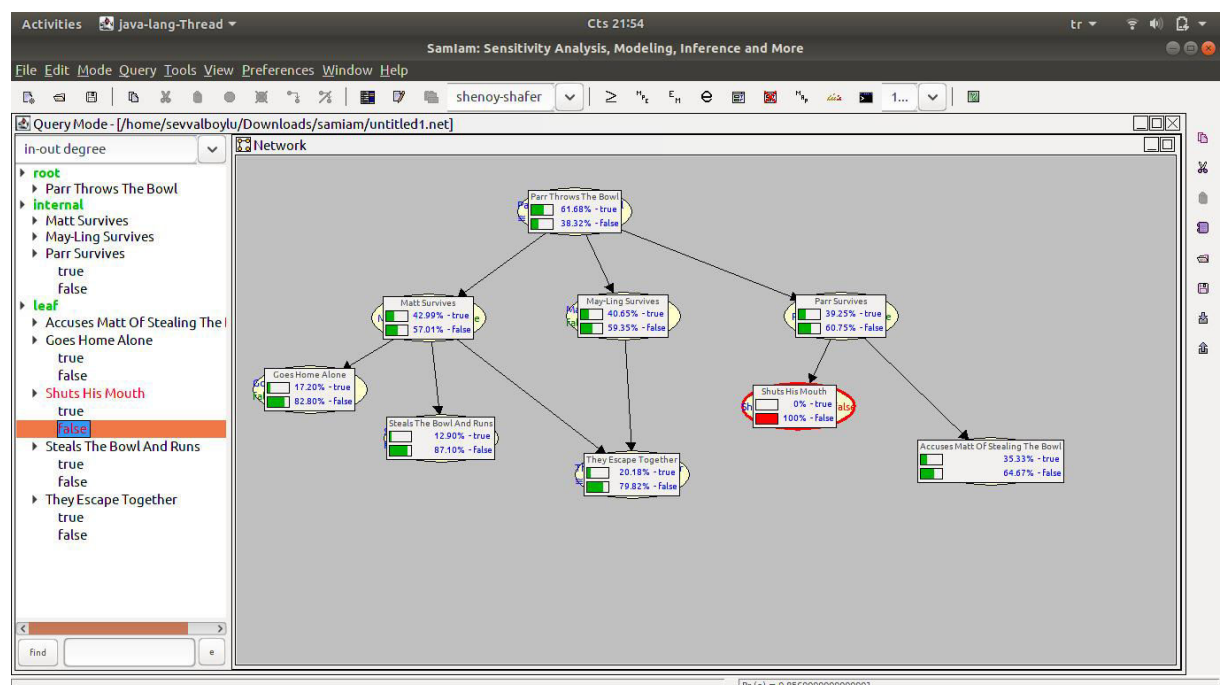 Activities java-lang-Thread Cts 21:54 tr
SamIam: Sensitivity Analysis, Modeling, Inference and More
File Edit Mode Query Tools View Preferences Window Help
shenoy-shafer 1...
Query Mode - [/home/sevvalboylu/Downloads/samiam/untitled1.net]
in-out degree
Network
root
Parr Throws The Bowl
internal
Matt Survives
May-Ling Survives
Parr Survives
true
false
leaf
Accuses Matt Of Stealing The
Goes Home Alone
true
false
Shuts His Mouth
true
false
Steals The Bowl And Runs
true
false
They Escape Together
true
false
find
e
Parr Throws The Bowl
61.68% - true
38.32% - false
Matt Survives
42.99% - true
57.01% - false
May-Ling Survives
40.65% - true
59.35% - false
Parr Survives
39.25% - true
60.75% - false
Goes Home Alone
17.20% - true
82.80% - false
Steals The Bowl And Runs
12.90% - true
87.10% - false
They Escape Together
20.18% - true
79.82% - false
Shuts His Mouth
0% - true
100% - false
Accuses Matt Of Stealing The Bowl
35.33% - true
64.67% - false